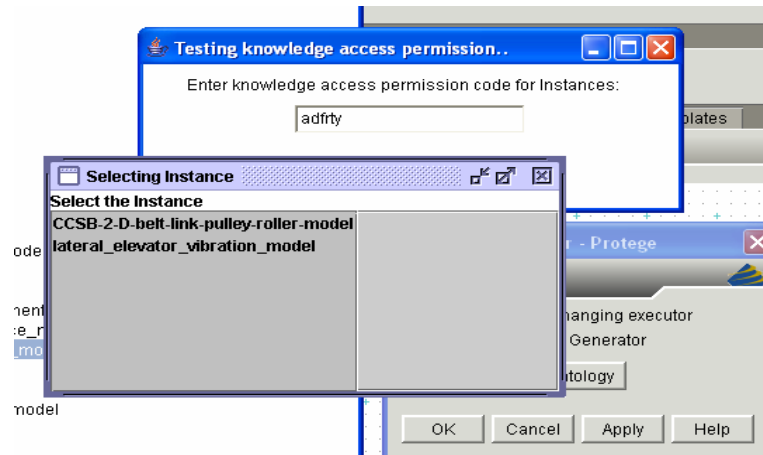 Testing knowledge access permission..
Enter knowledge access permission code for Instances:
adfrty
plates
Selecting Instance
Select the Instance
CCSB-2-D-belt-link-pulley-roller-model
lateral_elevator_vibration_model
ode
r - Protege
nent
hanging executor
Generator
_mo
tology
model
OK Cancel Apply Help